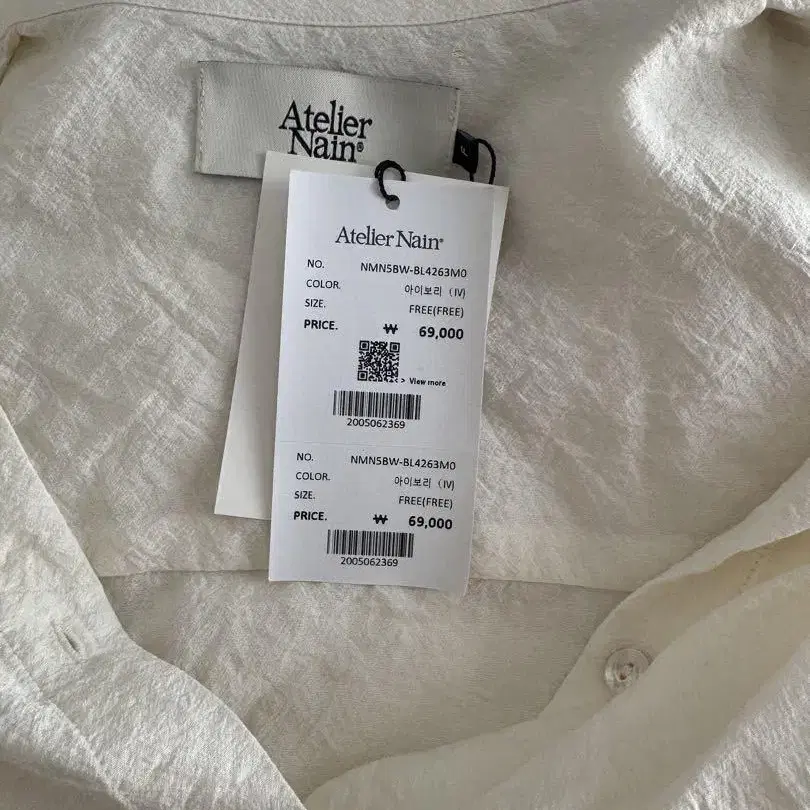 Atelier
Nain®
F
Atelier Nain®
NO. NMN5BW-BL4263M0
COLOR. 아이보리 (IV)
SIZE. FREE(FREE)
PRICE. ₩ 69,000
> View more
2005062369
NO. NMN5BW-BL4263M0
COLOR. 아이보리 (IV)
SIZE. FREE(FREE)
PRICE. ₩ 69,000
2005062369